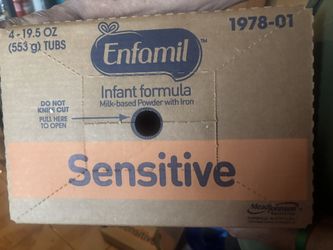 4-19.5 OZ
(553 g) TUBS
1978-01
Enfamil
Infant formula
Milk-based Powder with Iron
DO NOT
KNIFE CUT
PULL HERE
TO OPEN
Sensitive
MeadJohnson